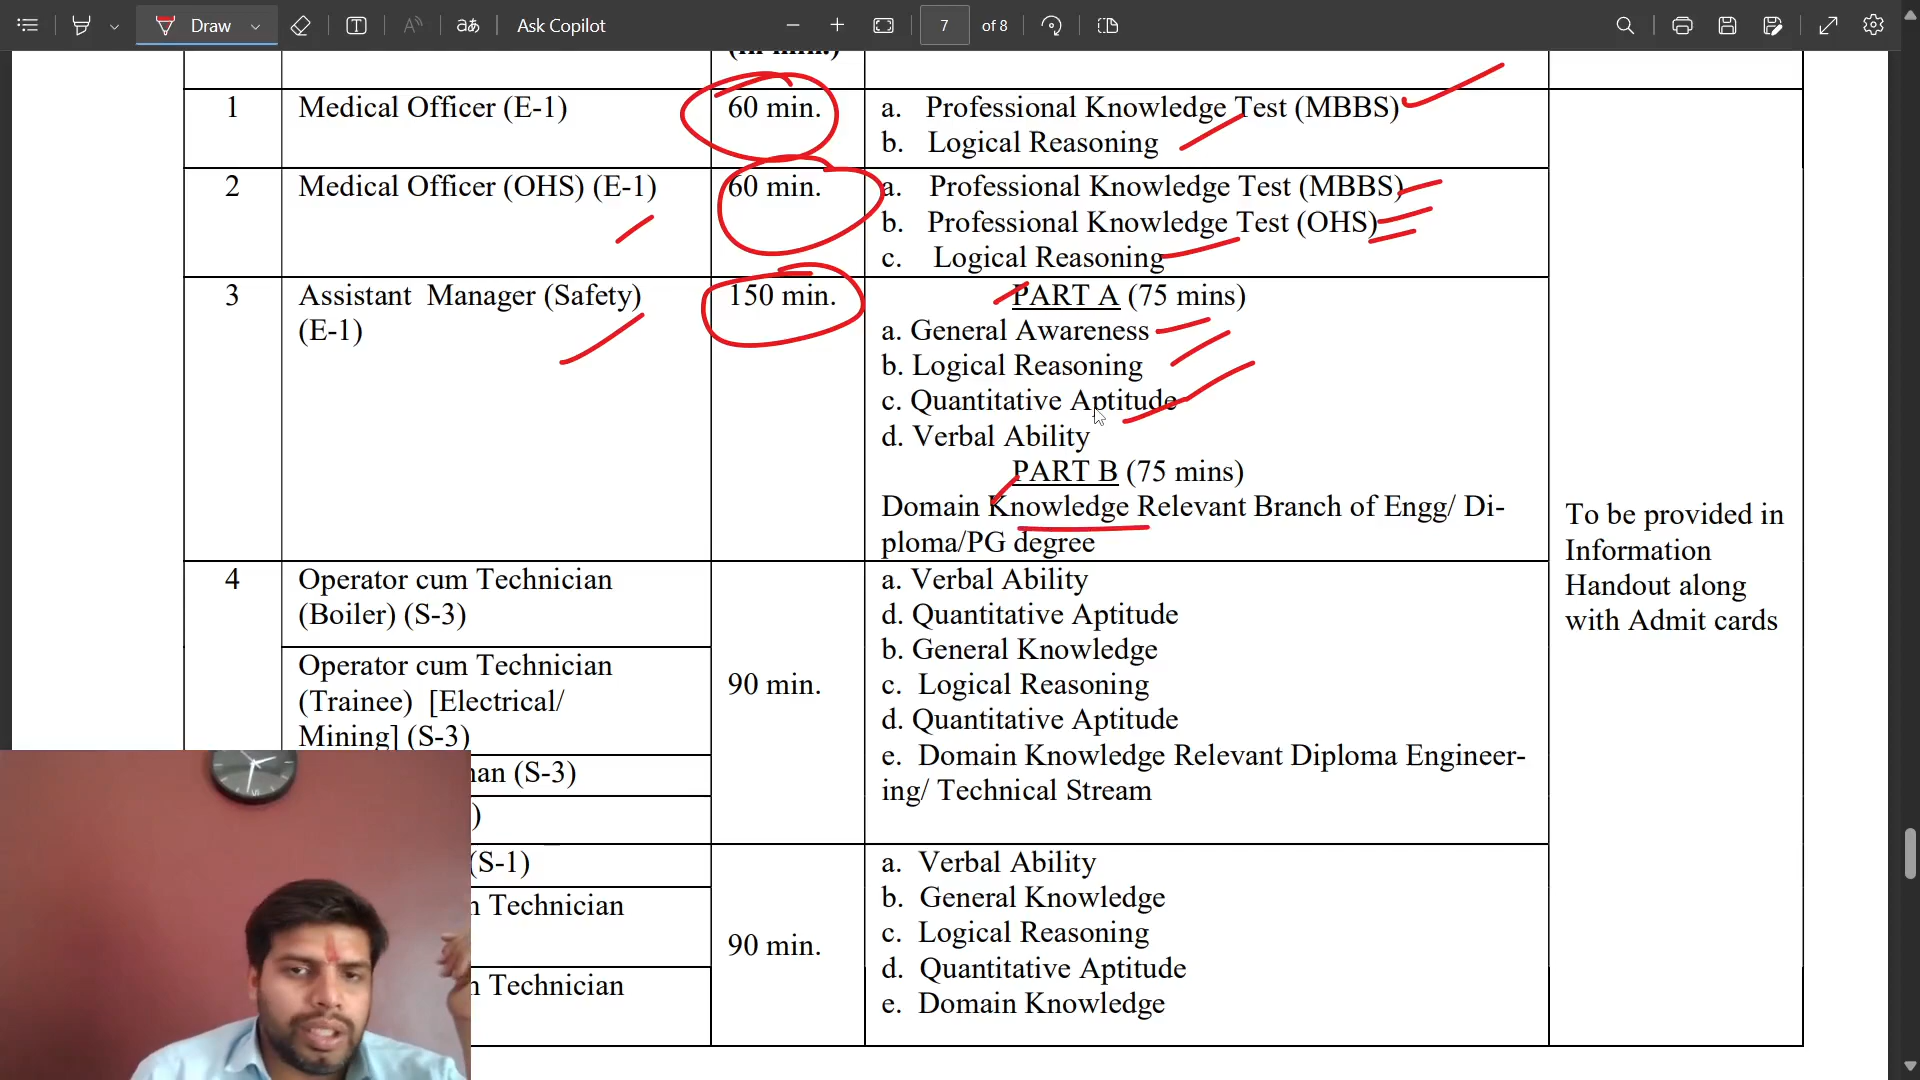 Draw
T
A
aあ
Ask Copilot
7
of 8
1
Medical Officer (E-1)
60 min.
a. Professional Knowledge Test (MBBS)
b. Logical Reasoning
2
Medical Officer (OHS) (E-1)
60 min.
a. Professional Knowledge Test (MBBS)
b. Professional Knowledge Test (OHS)
c. Logical Reasoning
3
Assistant Manager (Safety)
(E-1)
150 min.
PART A (75 mins)
a. General Awareness
b. Logical Reasoning
c. Quantitative Aptitude
d. Verbal Ability
PART B (75 mins)
Domain Knowledge Relevant Branch of Engg/ Di-
ploma/PG degree
4
Operator cum Technician
(Boiler) (S-3)
Operator cum Technician
(Trainee) [Electrical/
Mining] (S-3)
(S-3)
)
90 min.
a. Verbal Ability
d. Quantitative Aptitude
b. General Knowledge
c. Logical Reasoning
d. Quantitative Aptitude
e. Domain Knowledge Relevant Diploma Engineer-
ing/ Technical Stream
(S-1)
Technician
Technician
90 min.
a. Verbal Ability
b. General Knowledge
c. Logical Reasoning
d. Quantitative Aptitude
e. Domain Knowledge
To be provided in
Information
Handout along
with Admit cards